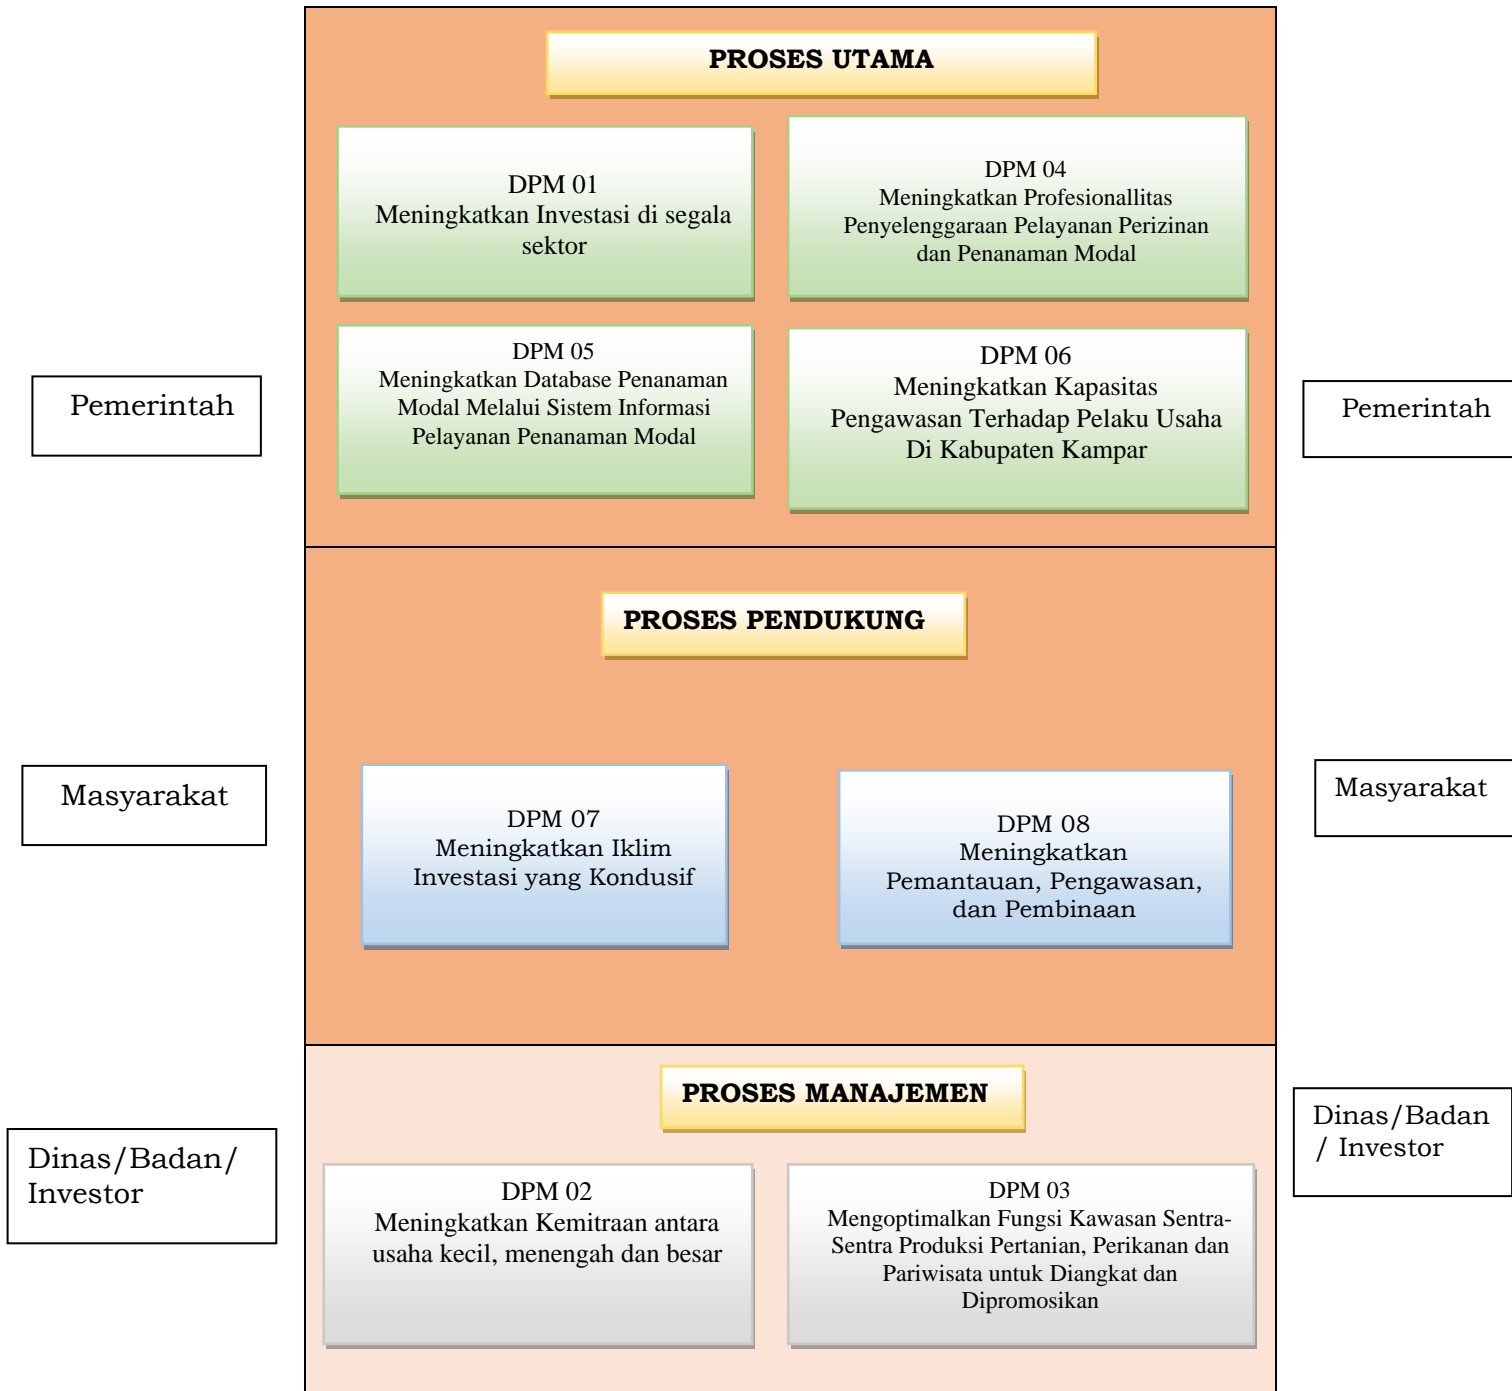 PROSES UTAMA
DPM 01
Meningkatkan Investasi di segala
sektor
DPM 04
Meningkatkan Profesionallitas
Penyelenggaraan Pelayanan Perizinan
dan Penanaman Modal
DPM 05
Meningkatkan Database Penanaman
Modal Melalui Sistem Informasi
Pelayanan Penanaman Modal
DPM 06
Meningkatkan Kapasitas
Pengawasan Terhadap Pelaku Usaha
Di Kabupaten Kampar
Pemerintah
Pemerintah
PROSES PENDUKUNG
Masyarakat
DPM 07
Meningkatkan Iklim
Investasi yang Kondusif
DPM 08
Meningkatkan
Pemantauan, Pengawasan,
dan Pembinaan
Masyarakat
PROSES MANAJEMEN
Dinas/Badan/
Investor
DPM 02
Meningkatkan Kemitraan antara
usaha kecil, menengah dan besar
DPM 03
Mengoptimalkan Fungsi Kawasan Sentra-
Sentra Produksi Pertanian, Perikanan dan
Pariwisata untuk Diangkat dan
Dipromosikan
Dinas/Badan
/ Investor